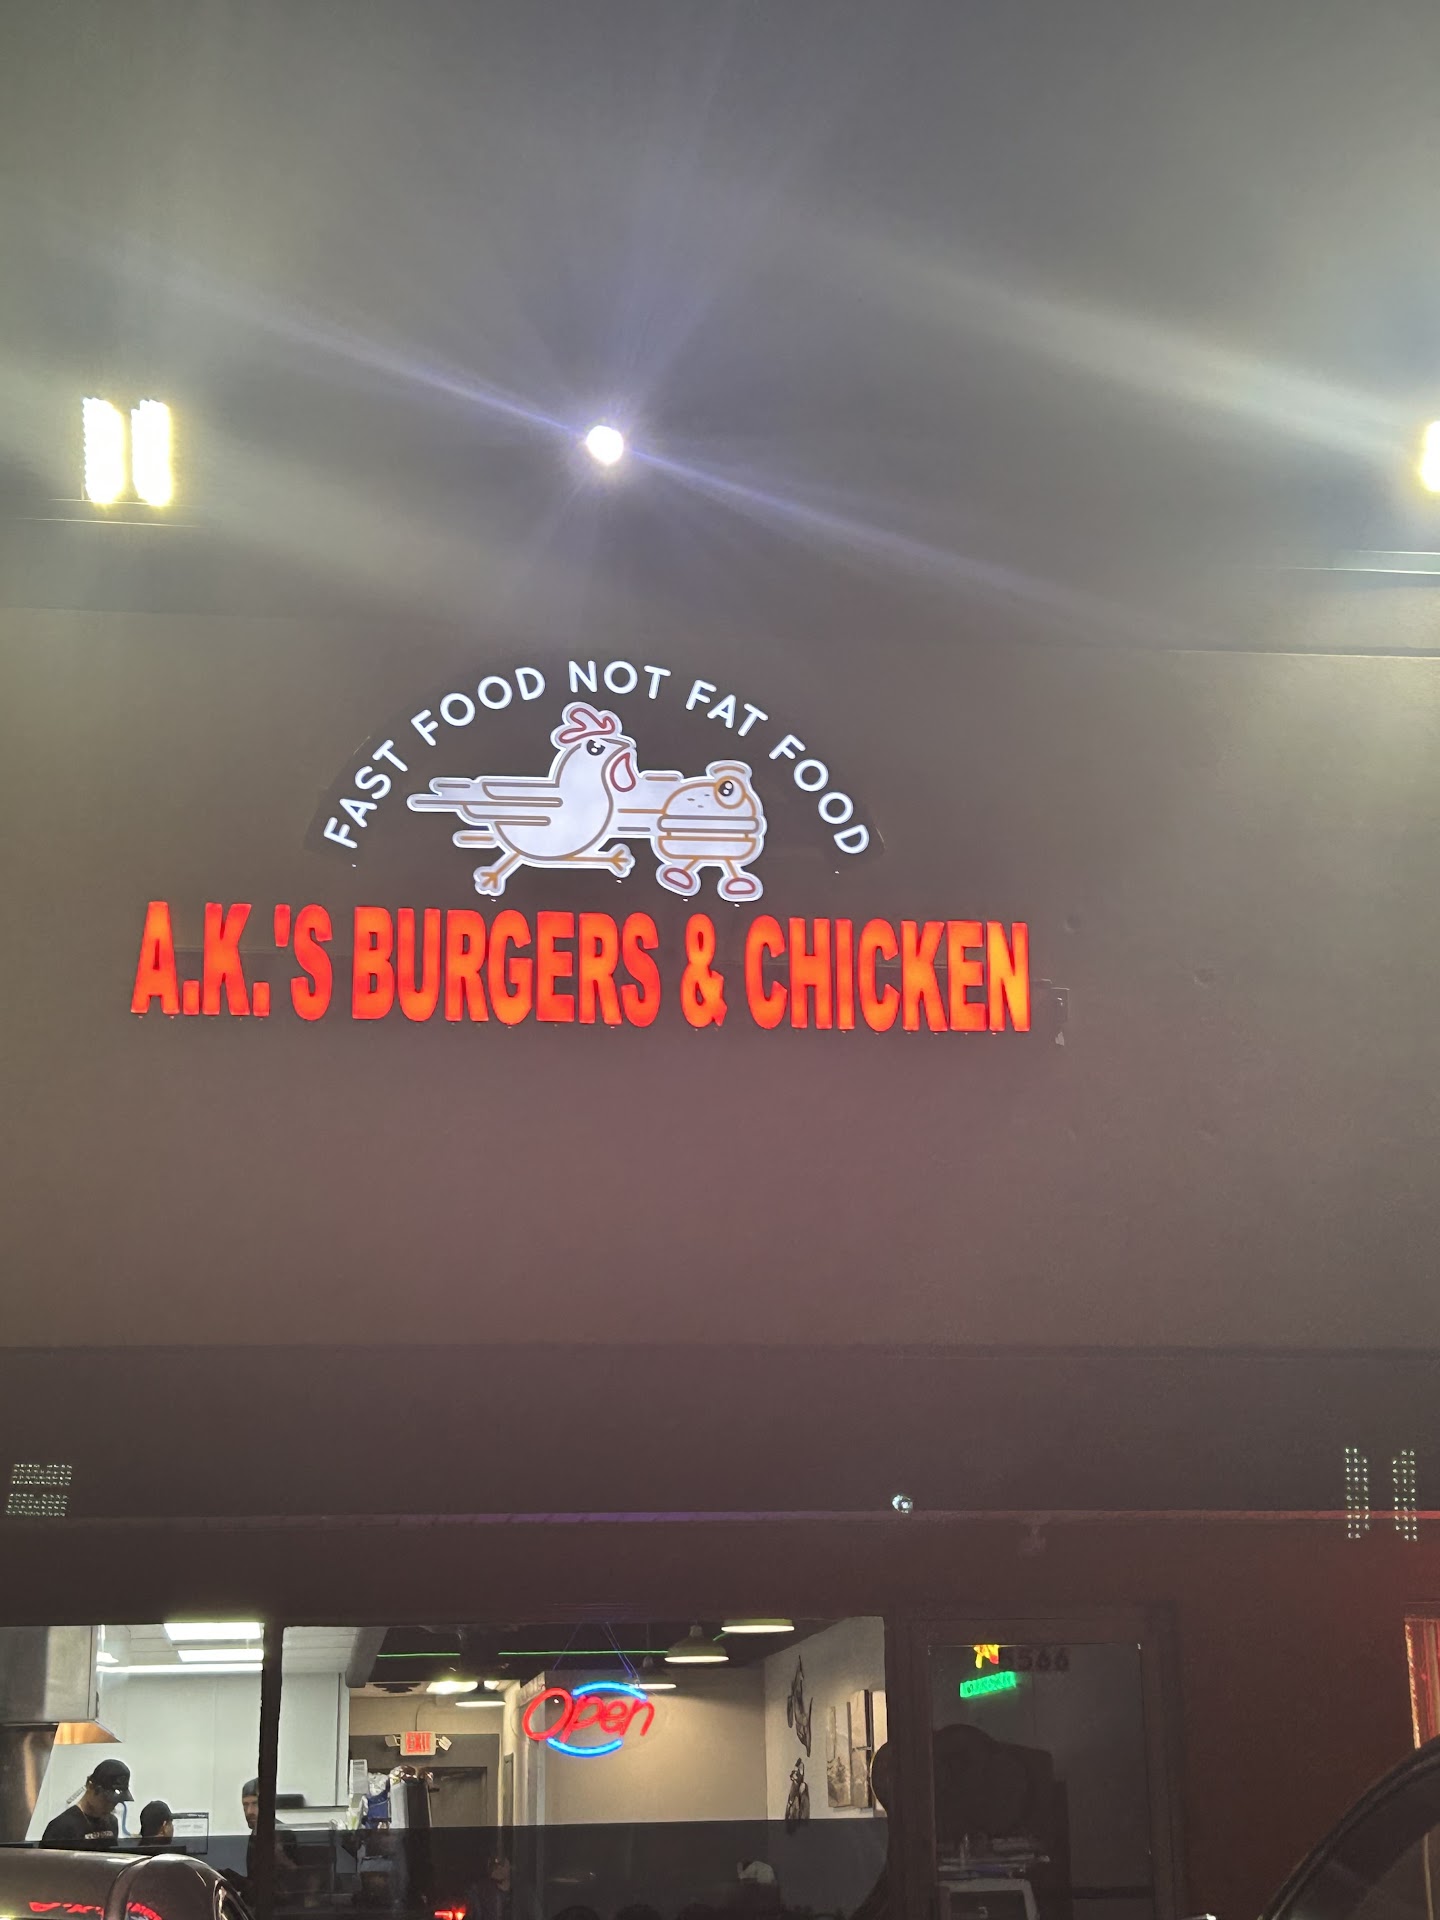 FAST FOOD NOT FAT FOOD
A.K.'S BURGERS & CHICKEN
Open
EXIT